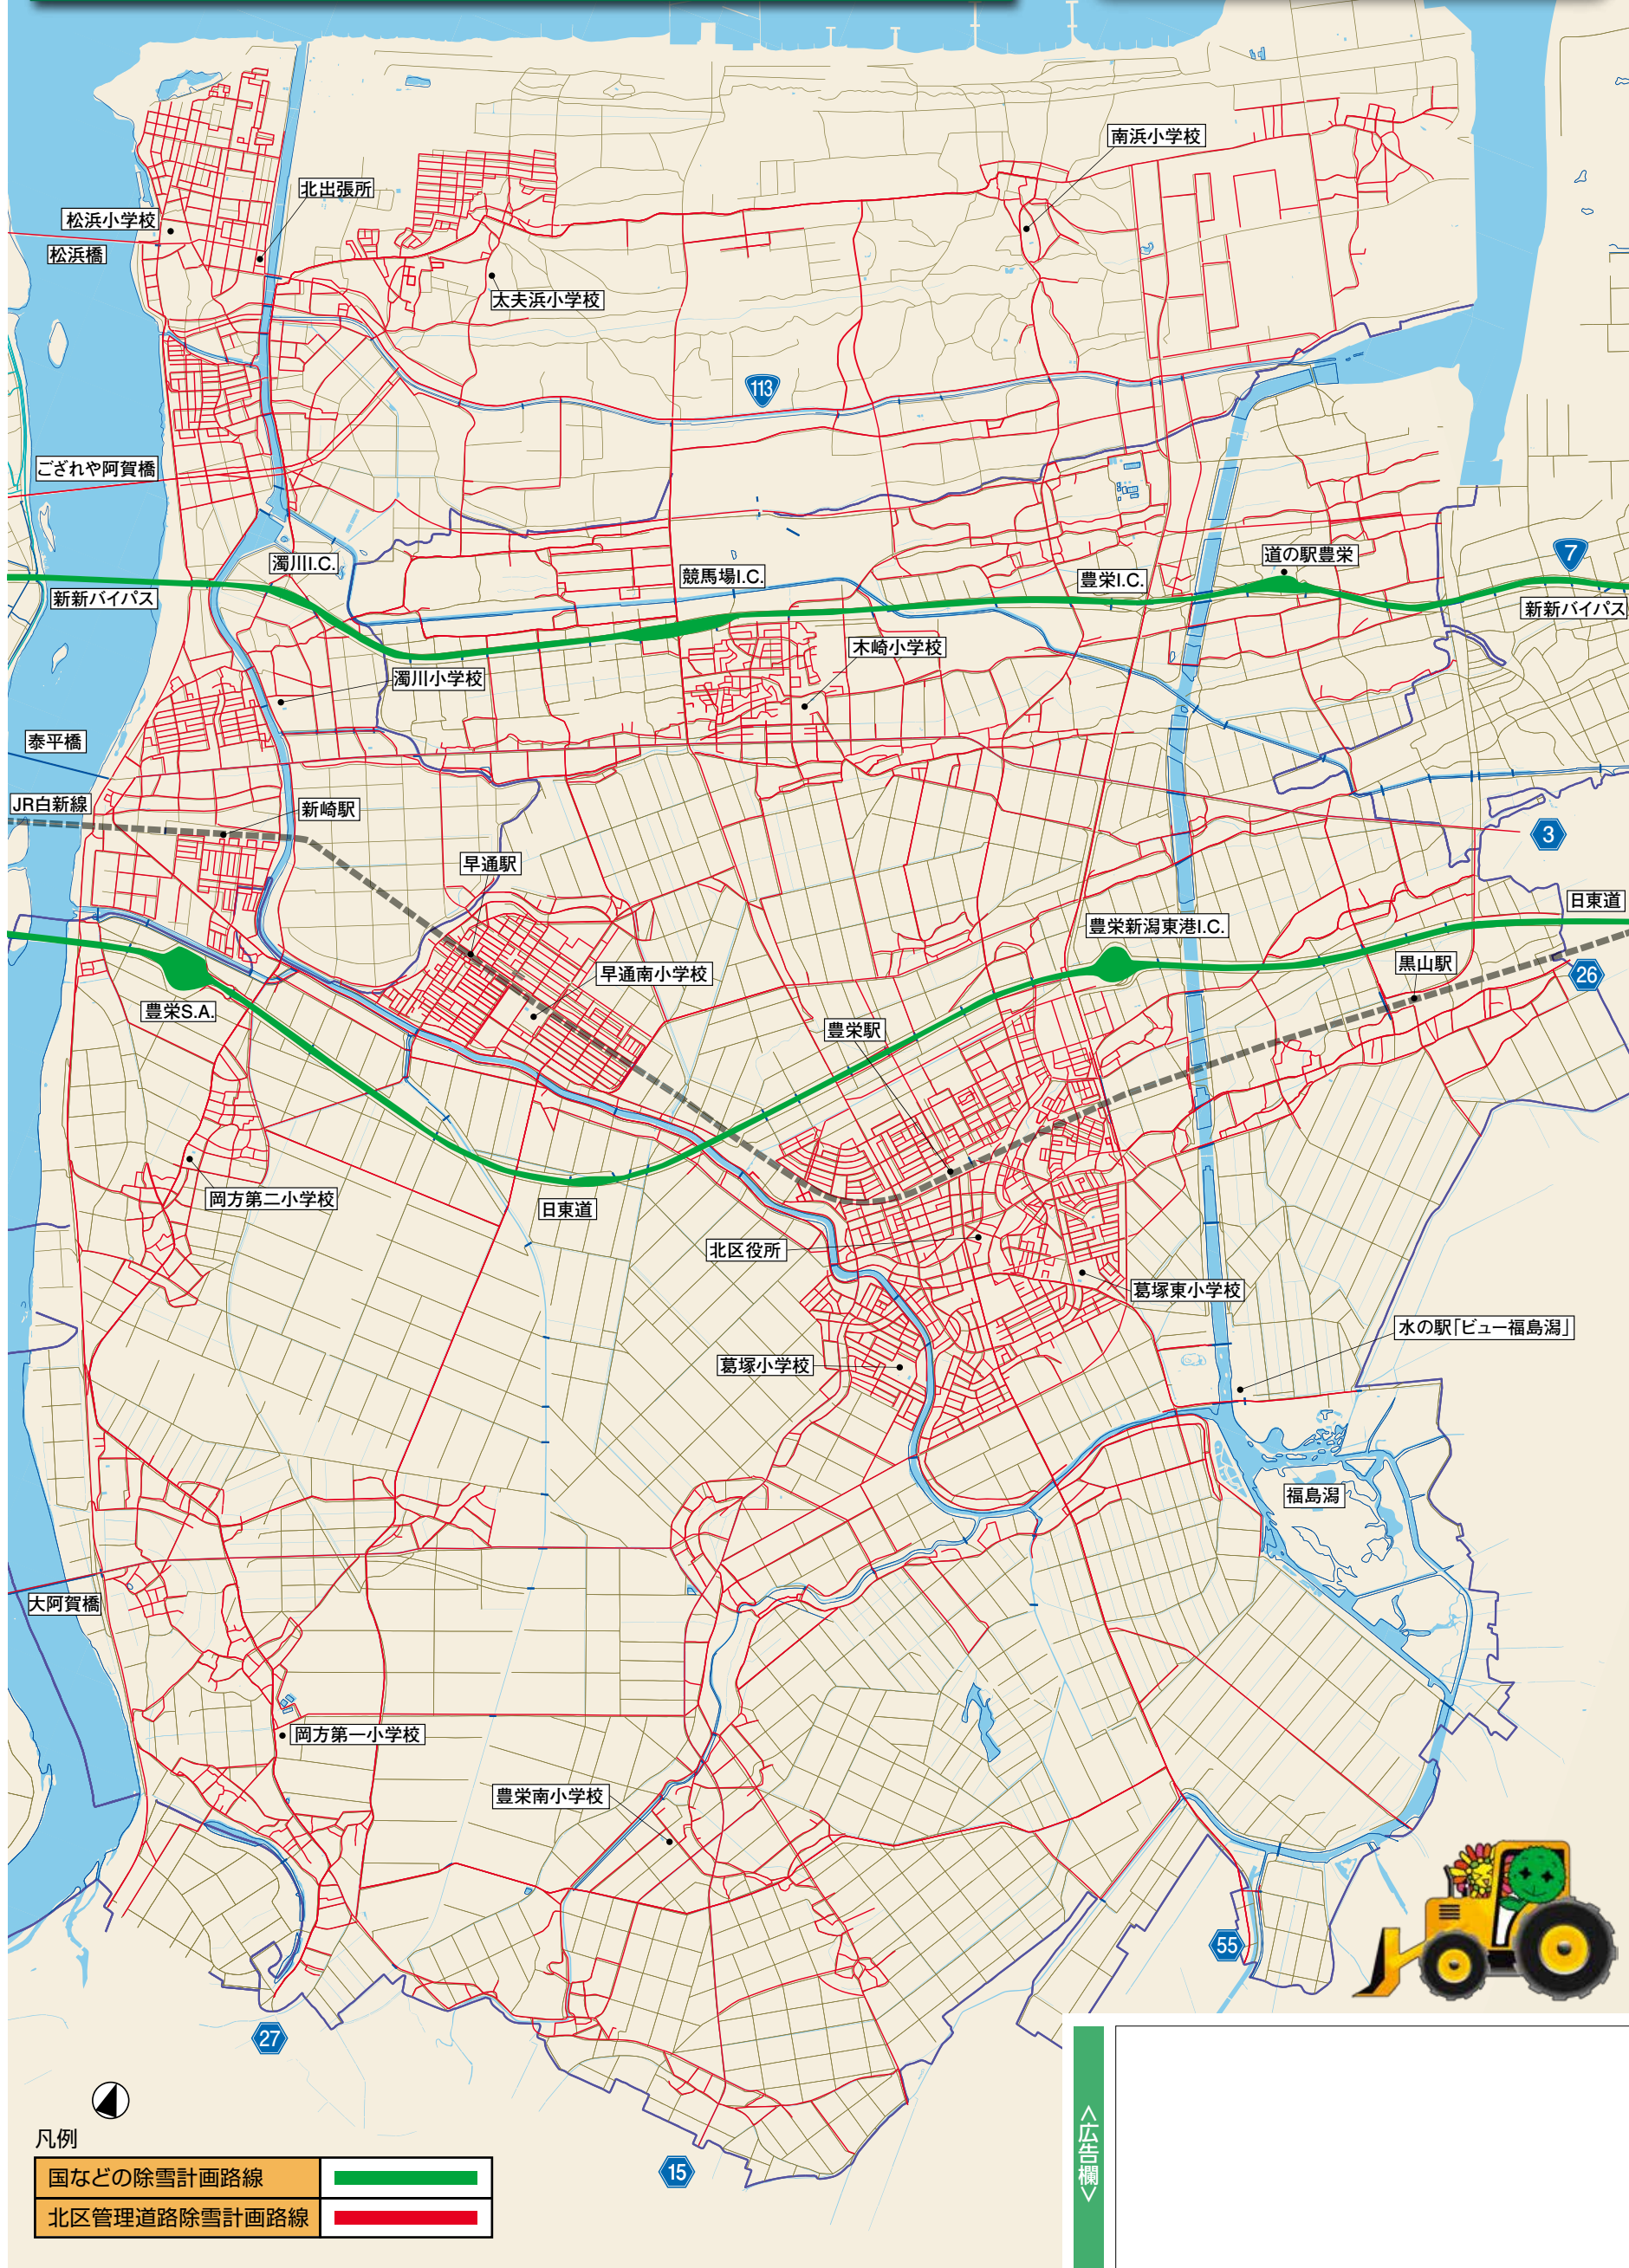 南浜小学校
北出張所
松浜小学校
松浜橋
太夫浜小学校
113
ござれや阿賀橋
濁川I.C.
道の駅豊栄
7
競馬場I.C.
豊栄I.C.
新新バイパス
新新バイパス
木崎小学校
濁川小学校
泰平橋
JR白新線
新崎駅
3
早通駅
日東道
豊栄新潟東港I.C.
黒山駅
早通南小学校
26
豊栄S.A.
豊栄駅
岡方第二小学校
日東道
北区役所
葛塚東小学校
水の駅「ビュー福島潟」
葛塚小学校
福島潟
大阿賀橋
岡方第一小学校
豊栄南小学校
55
27
15
凡例
国などの除雪計画路線
北区管理道路除雪計画路線
<広告欄>